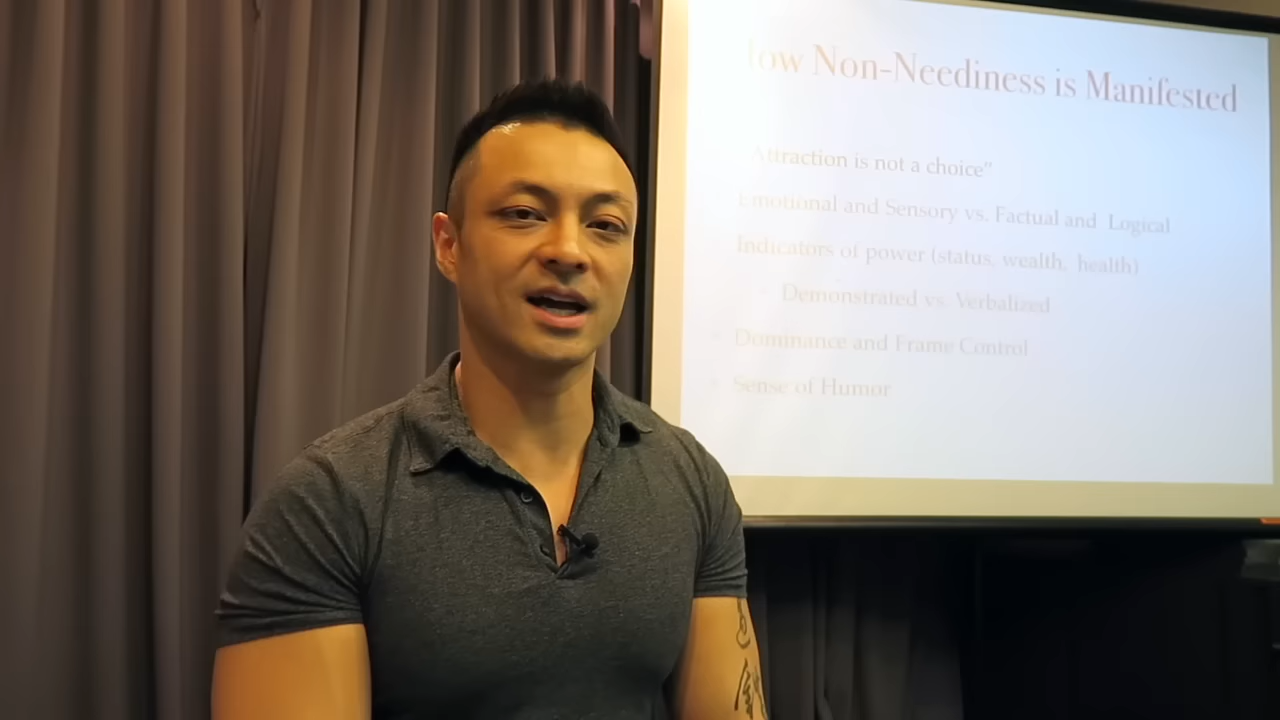 How Non-Neediness is Manifested
Attraction is not a choice”
Emotional and Sensory vs. Factual and Logical
Indicators of power (status, wealth, health)
Demonstrated vs. Verbalized
Dominance and Frame Control
Sense of Humor